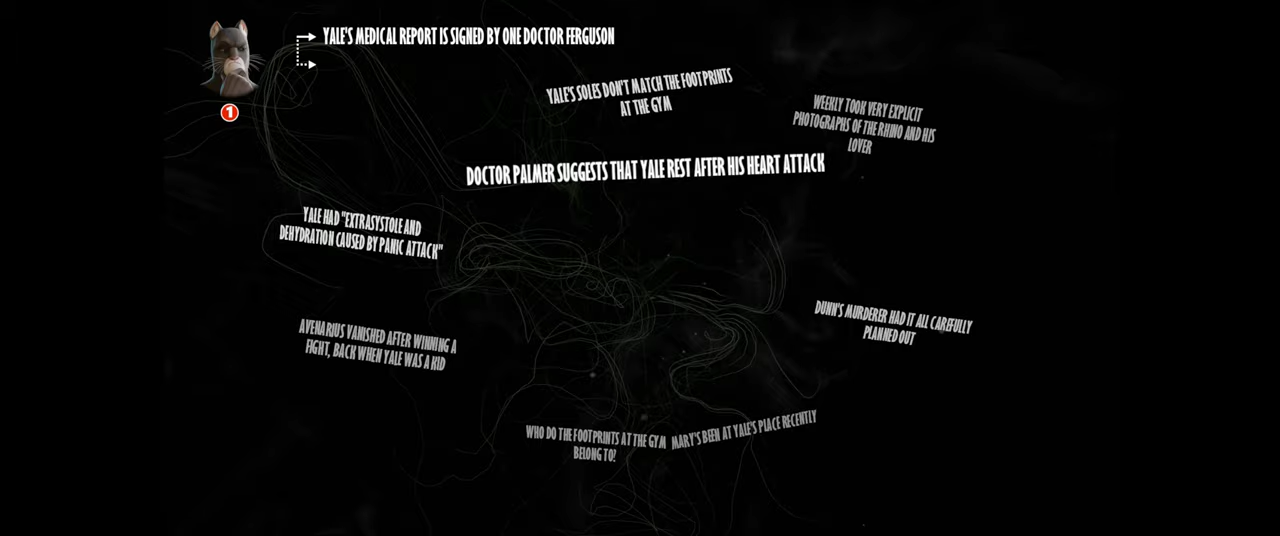 YALE'S MEDICAL REPORT IS SIGNED BY ONE DOCTOR FERGUSON
1
YALE'S SOLES DON'T MATCH THE FOOTPRINTS
AT THE GYM
WEEKLY TOOK VERY EXPLICIT
PHOTOGRAPHS OF THE RHINO AND HIS
LOVER
DOCTOR PALMER SUGGESTS THAT YALE REST AFTER HIS HEART ATTACK
YALE HAD "EXTRASYSTOLE AND
DEHYDRATION CAUSED BY PANIC ATTACK"
DUNN'S MURDERER HAD IT ALL CAREFULLY
PLANNED OUT
AVENARIUS VANISHED AFTER WINNING A
FIGHT, BACK WHEN YALE WAS A KID
WHO DO THE FOOTPRINTS AT THE GYM
BELONG TO?
MARY'S BEEN AT YALE'S PLACE RECENTLY